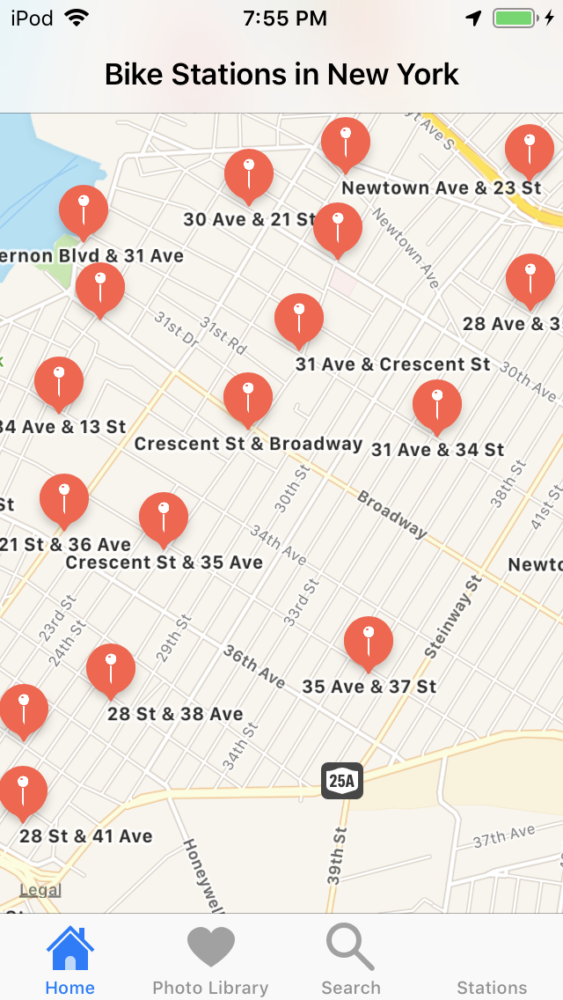 iPod 7:55 PM
Bike Stations in New York
yt Ave S
Newtown Ave & 23 St
30 Ave & 21 St
Newtown Ave
ernon Blvd & 31 Ave
28 Ave & 3
31st Dr
31st Rd
31 Ave & Crescent St
30th Ave
34 Ave & 13 St
Crescent St & Broadway
31 Ave & 34 St
30th St
38th St
41st St
Broadway
St
21 St & 36 Ave
34th Ave
Crescent St & 35 Ave
Newto
33rd St
Steinway St
23rd St
24th St
29th St
36th Ave
35 Ave & 37 St
28 St & 38 Ave
34th St
25A
28 St & 41 Ave
37th Ave
39th St
Honeywell
Legal
Home Photo Library Search Stations